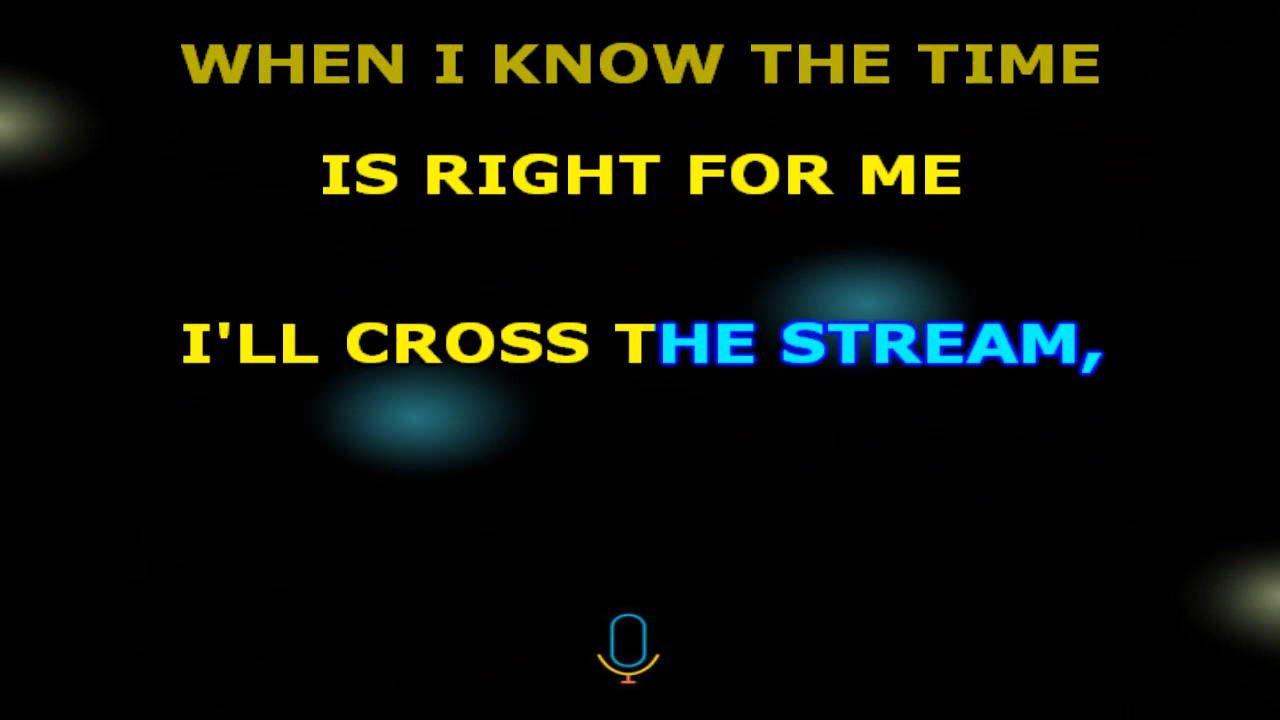 WHEN I KNOW THE TIME
IS RIGHT FOR ME
I'LL CROSS THE STREAM,